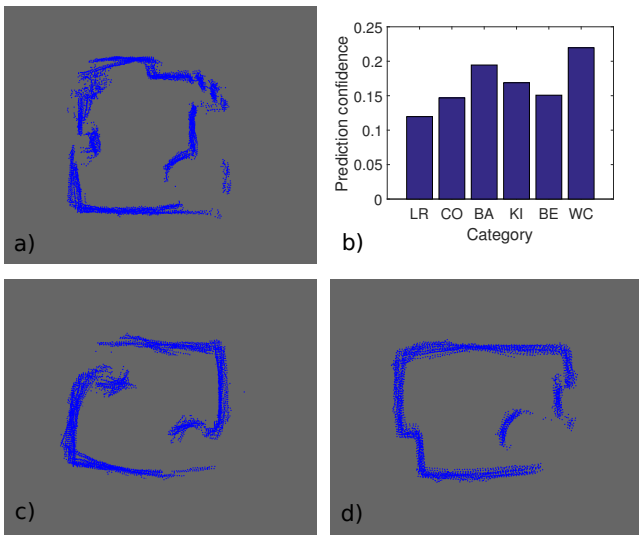 a)
0.25
0.2
0.15
0.1
0.05
0
Prediction confidence
LR CO BA KI BE WC
Category
b)
c)
d)